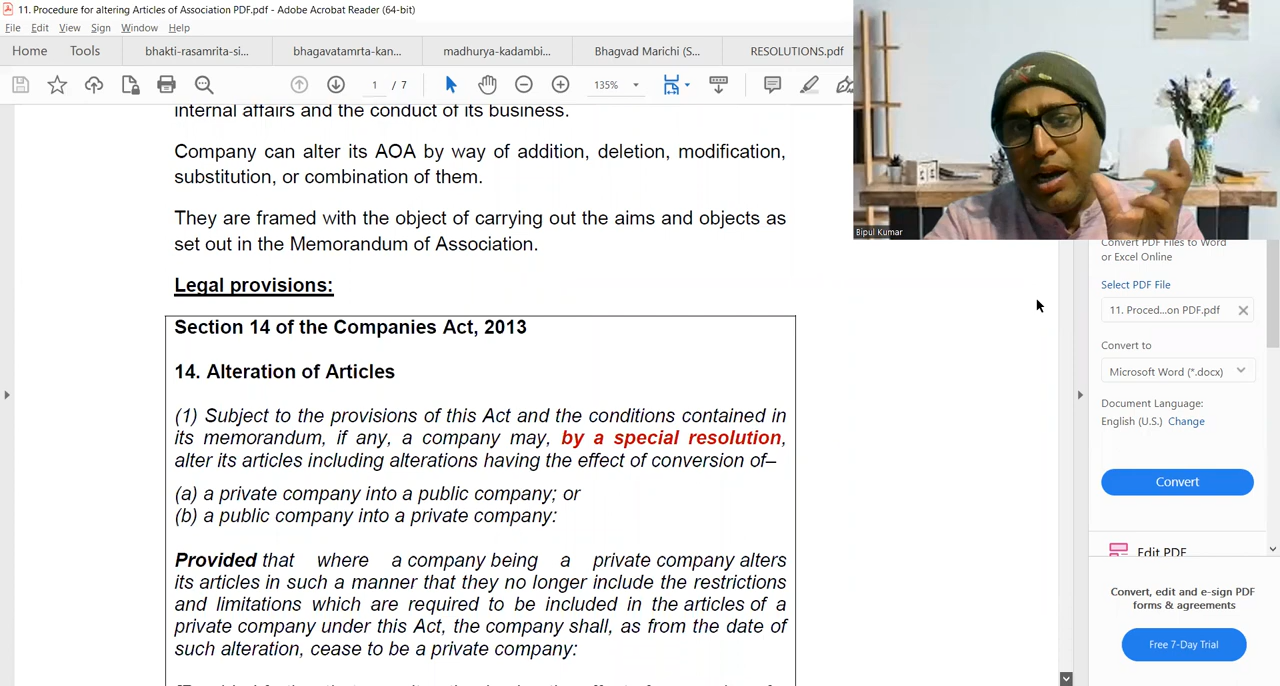 11. Procedure for altering Articles of Association PDF.pdf - Adobe Acrobat Reader (64-bit)
File Edit View Sign Window Help
Home Tools bhakti-rasamrita-si... bhagavatamrta-kan... madhurya-kadambi... Bhagvad Marichi (S... RESOLUTIONS.pdf
1 / 7 135%
internal affairs and the conduct of its business.
Company can alter its AOA by way of addition, deletion, modification,
substitution, or combination of them.
They are framed with the object of carrying out the aims and objects as
set out in the Memorandum of Association.
Legal provisions:
Section 14 of the Companies Act, 2013
14. Alteration of Articles
(1) Subject to the provisions of this Act and the conditions contained in
its memorandum, if any, a company may, by a special resolution,
alter its articles including alterations having the effect of conversion of–
(a) a private company into a public company; or
(b) a public company into a private company:
Provided that where a company being a private company alters
its articles in such a manner that they no longer include the restrictions
and limitations which are required to be included in the articles of a
private company under this Act, the company shall, as from the date of
such alteration, cease to be a private company:
Bipul Kumar
Convert PDF Files to Word
or Excel Online
Select PDF File
11. Proced...on PDF.pdf
Convert to
Microsoft Word (*.docx)
Document Language:
English (U.S.) Change
Convert
Edit PDF
Convert, edit and e-sign PDF
forms & agreements
Free 7-Day Trial